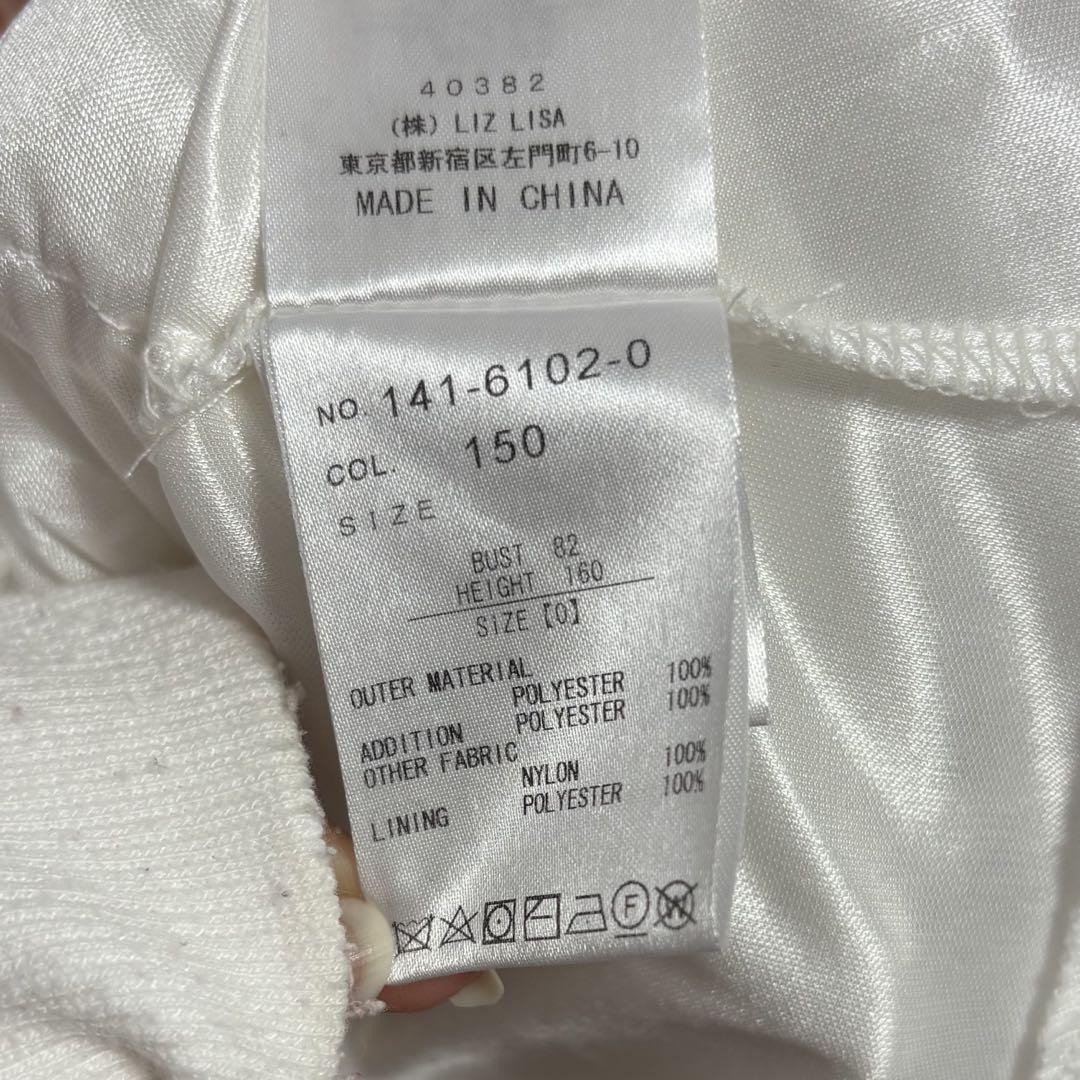 40382
(株) LIZ LISA
東京都新宿区左門町6-10
MADE IN CHINA
NO. 141-6102-0
COL. 150
SIZE
BUST 82
HEIGHT 160
SIZE【0】
OUTER MATERIAL
POLYESTER 100%
POLYESTER 100%
ADDITION
OTHER FABRIC
NYLON 100%
POLYESTER 100%
LINING
F
W